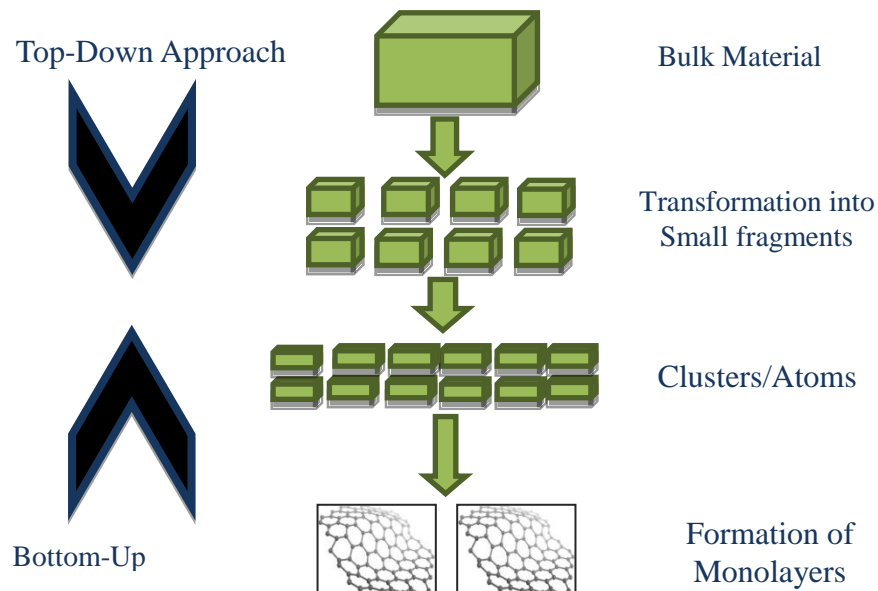 Top-Down Approach
Bulk Material
Transformation into
Small fragments
Clusters/Atoms
Bottom-Up
Formation of
Monolayers